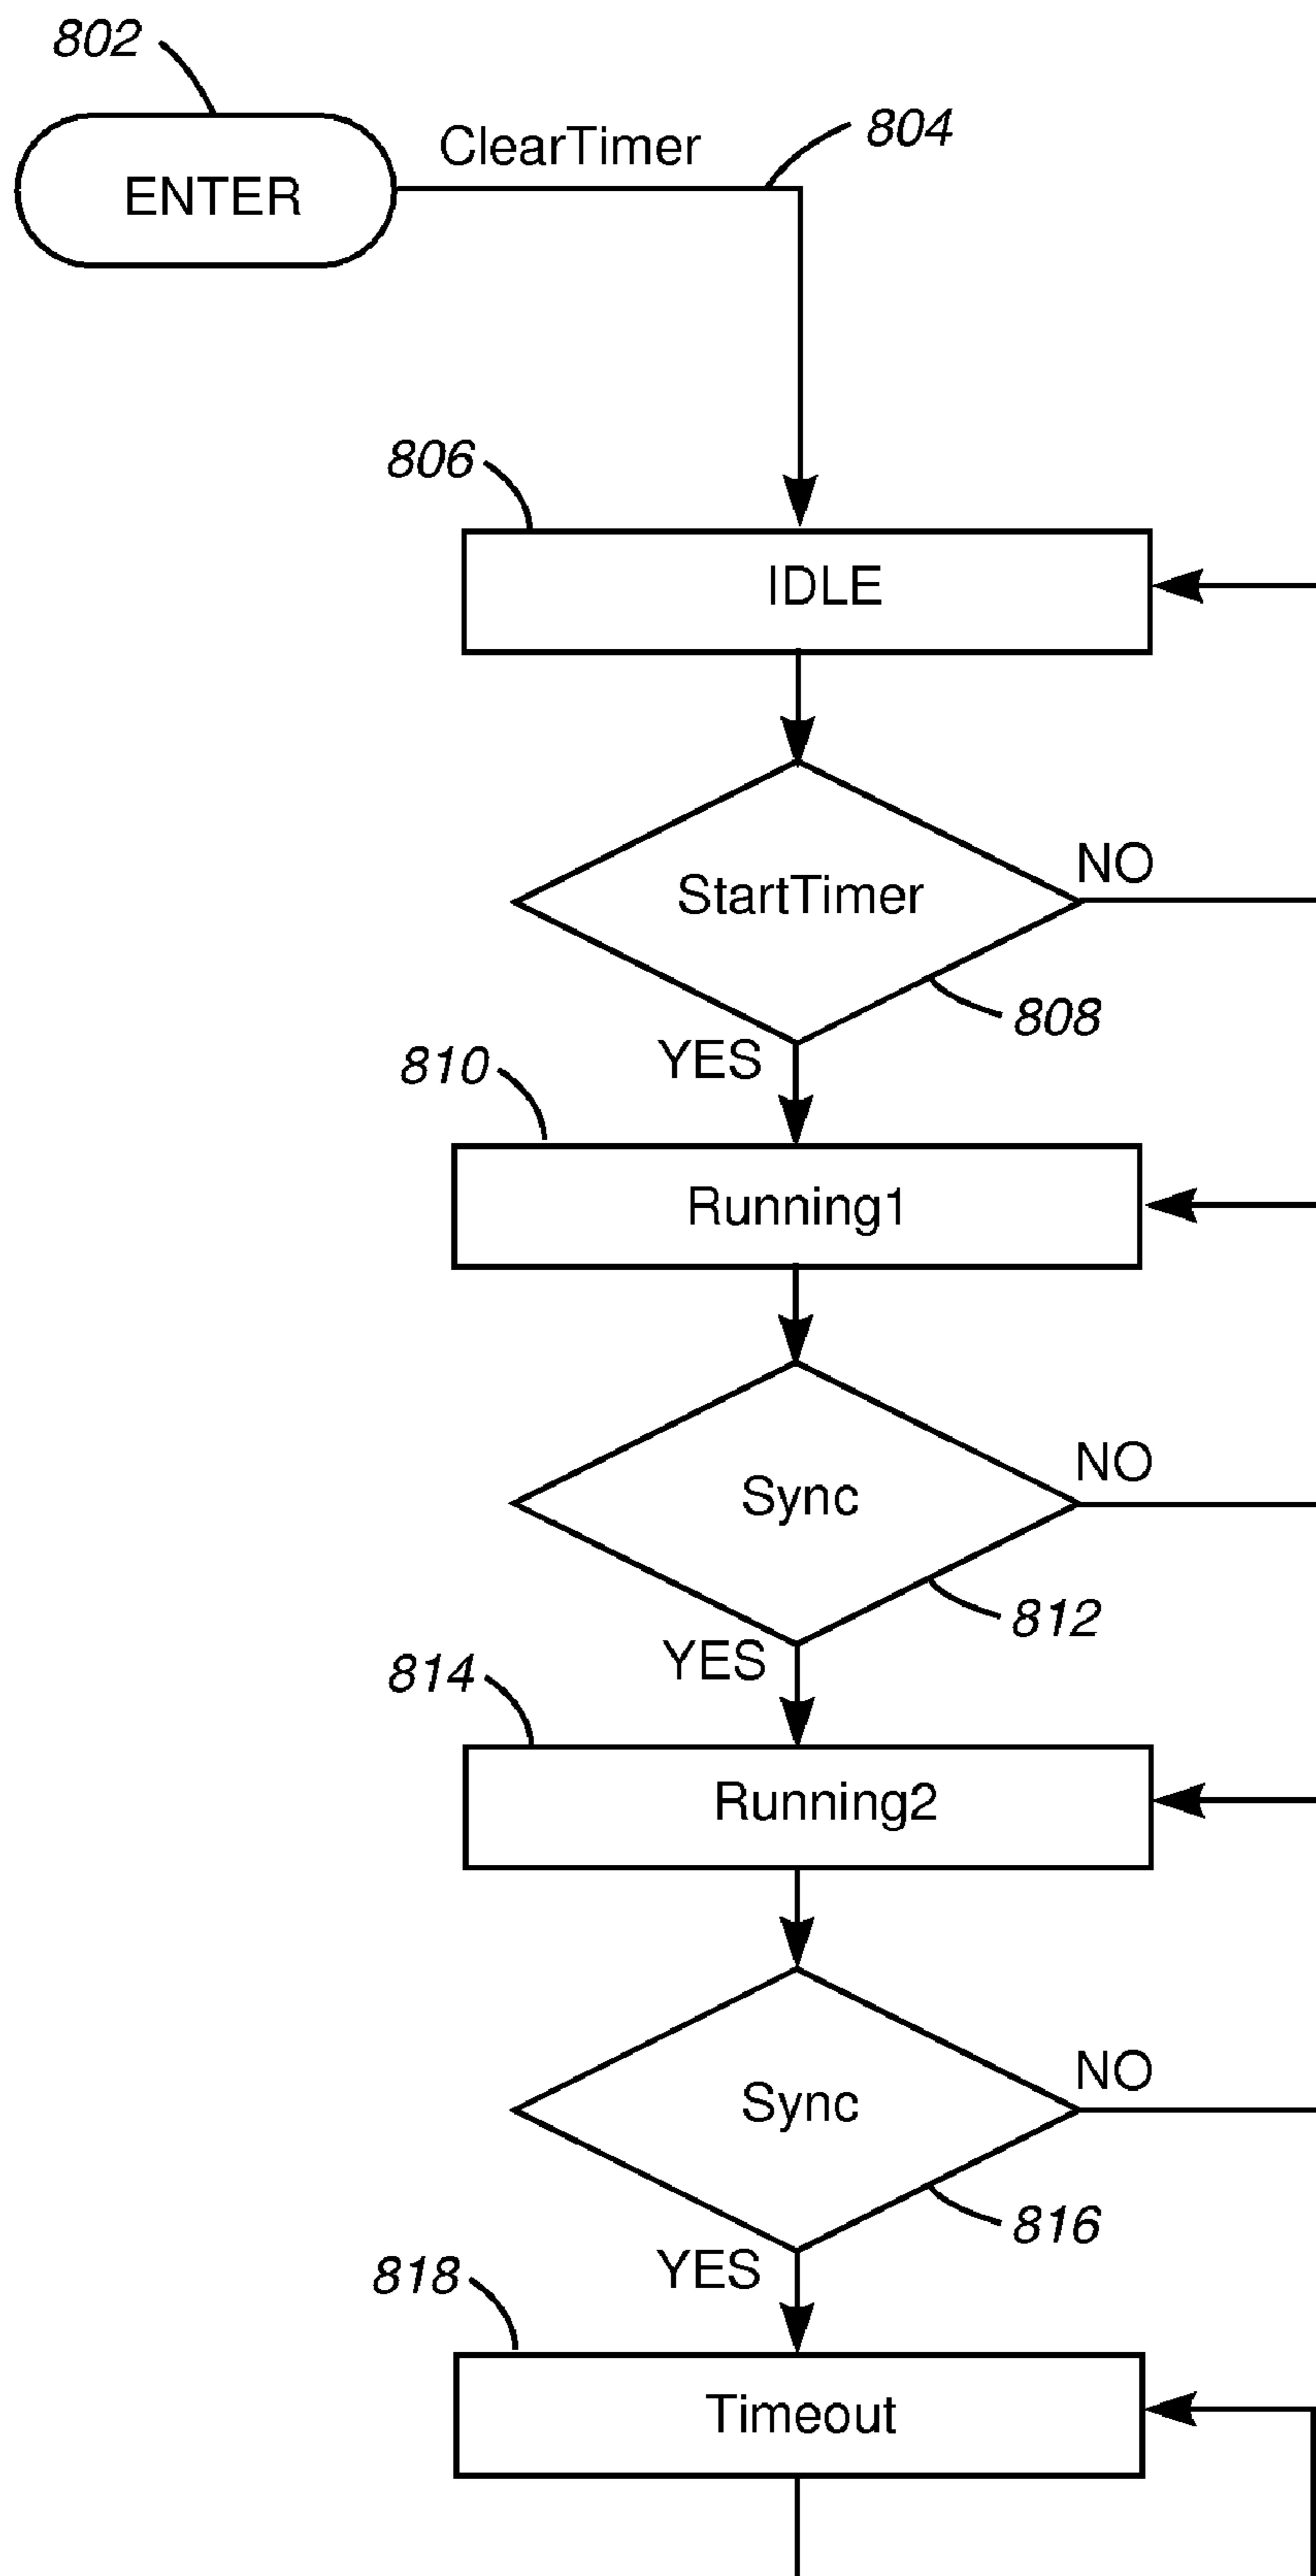 802
ENTER
ClearTimer
804
806
IDLE
StartTimer
NO
808
YES
810
Running1
Sync
NO
812
YES
814
Running2
Sync
NO
816
YES
818
Timeout